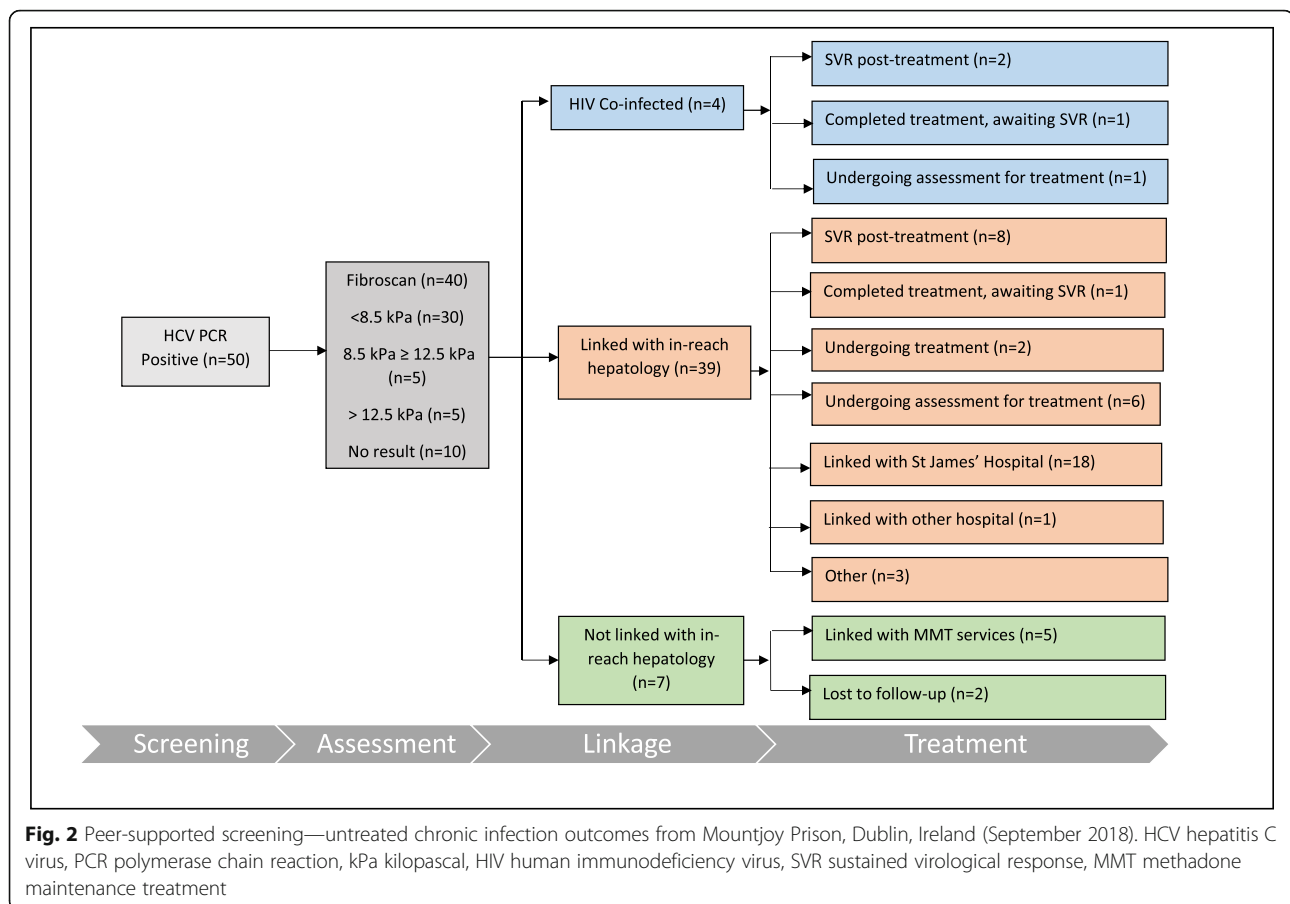 HCV PCR
Positive (n=50)
Fibroscan (n=40)
<8.5 kPa (n=30)
8.5 kPa ≥ 12.5 kPa
(n=5)
> 12.5 kPa (n=5)
No result (n=10)
HIV Co-infected (n=4)
SVR post-treatment (n=2)
Completed treatment, awaiting SVR (n=1)
Undergoing assessment for treatment (n=1)
Linked with in-reach
hepatology (n=39)
SVR post-treatment (n=8)
Completed treatment, awaiting SVR (n=1)
Undergoing treatment (n=2)
Undergoing assessment for treatment (n=6)
Linked with St James’ Hospital (n=18)
Linked with other hospital (n=1)
Other (n=3)
Not linked with in-
reach hepatology
(n=7)
Linked with MMT services (n=5)
Lost to follow-up (n=2)
Screening
Assessment
Linkage
Treatment
Fig. 2 Peer-supported screening—untreated chronic infection outcomes from Mountjoy Prison, Dublin, Ireland (September 2018). HCV hepatitis C
virus, PCR polymerase chain reaction, kPa kilopascal, HIV human immunodeficiency virus, SVR sustained virological response, MMT methadone
maintenance treatment